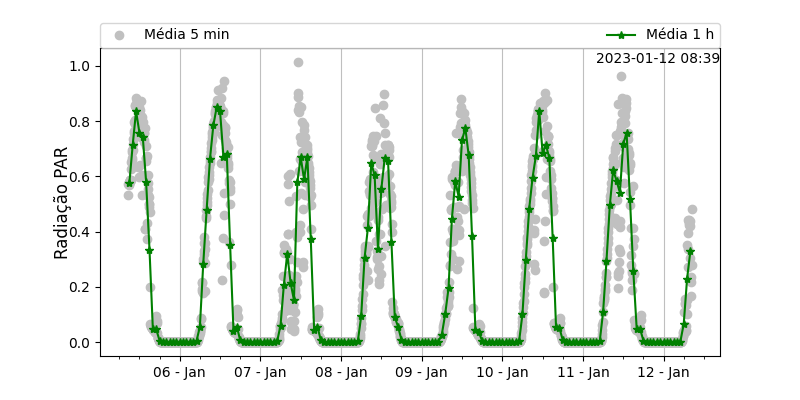 Média 5 min
Média 1 h
2023-01-12 08:39
Radiação PAR
1.0
0.8
0.6
0.4
0.2
0.0
06 - Jan
07 - Jan
08 - Jan
09 - Jan
10 - Jan
11 - Jan
12 - Jan